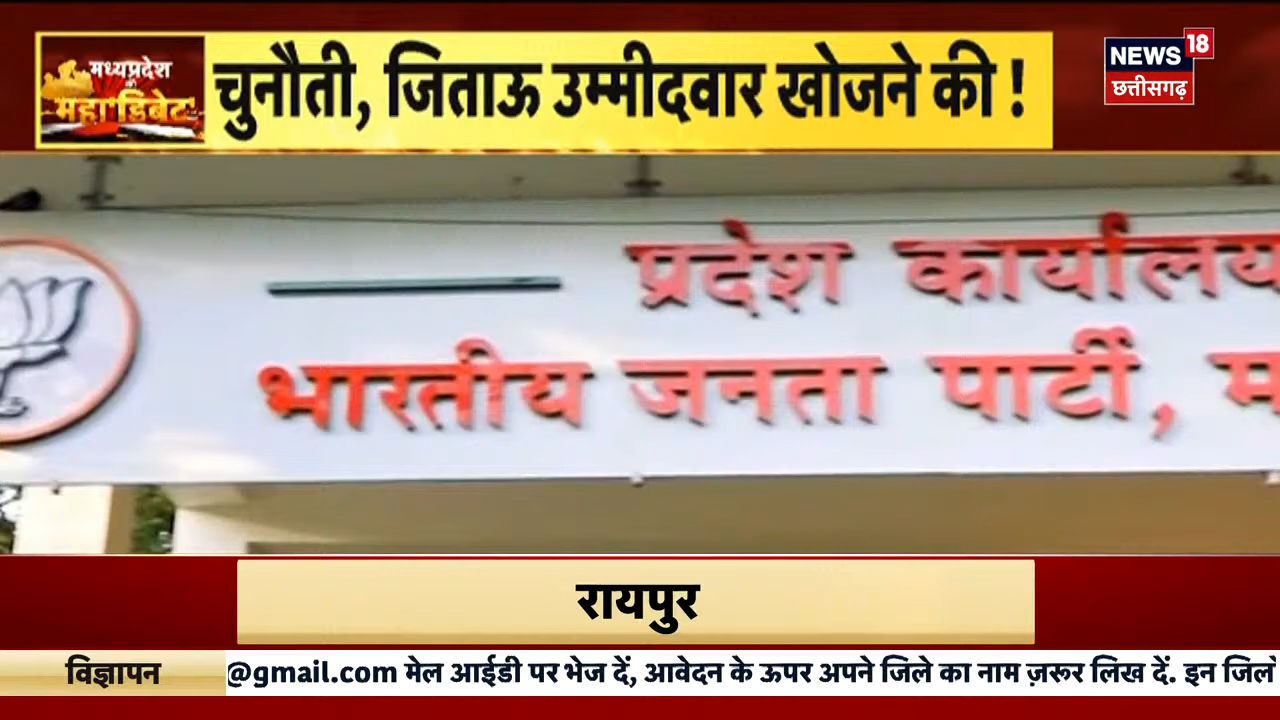 मध्यप्रदेश
की
महाडिबेट
चुनौती, जिताऊ उम्मीदवार खोजने की !
NEWS 18
छत्तीसगढ़
प्रदेश कार्यालय
भारतीय जनता पार्टी,
रायपुर
विज्ञापन
@gmail.com मेल आईडी पर भेज दें, आवेदन के ऊपर अपने जिले का नाम ज़रूर लिख दें. इन जिलों